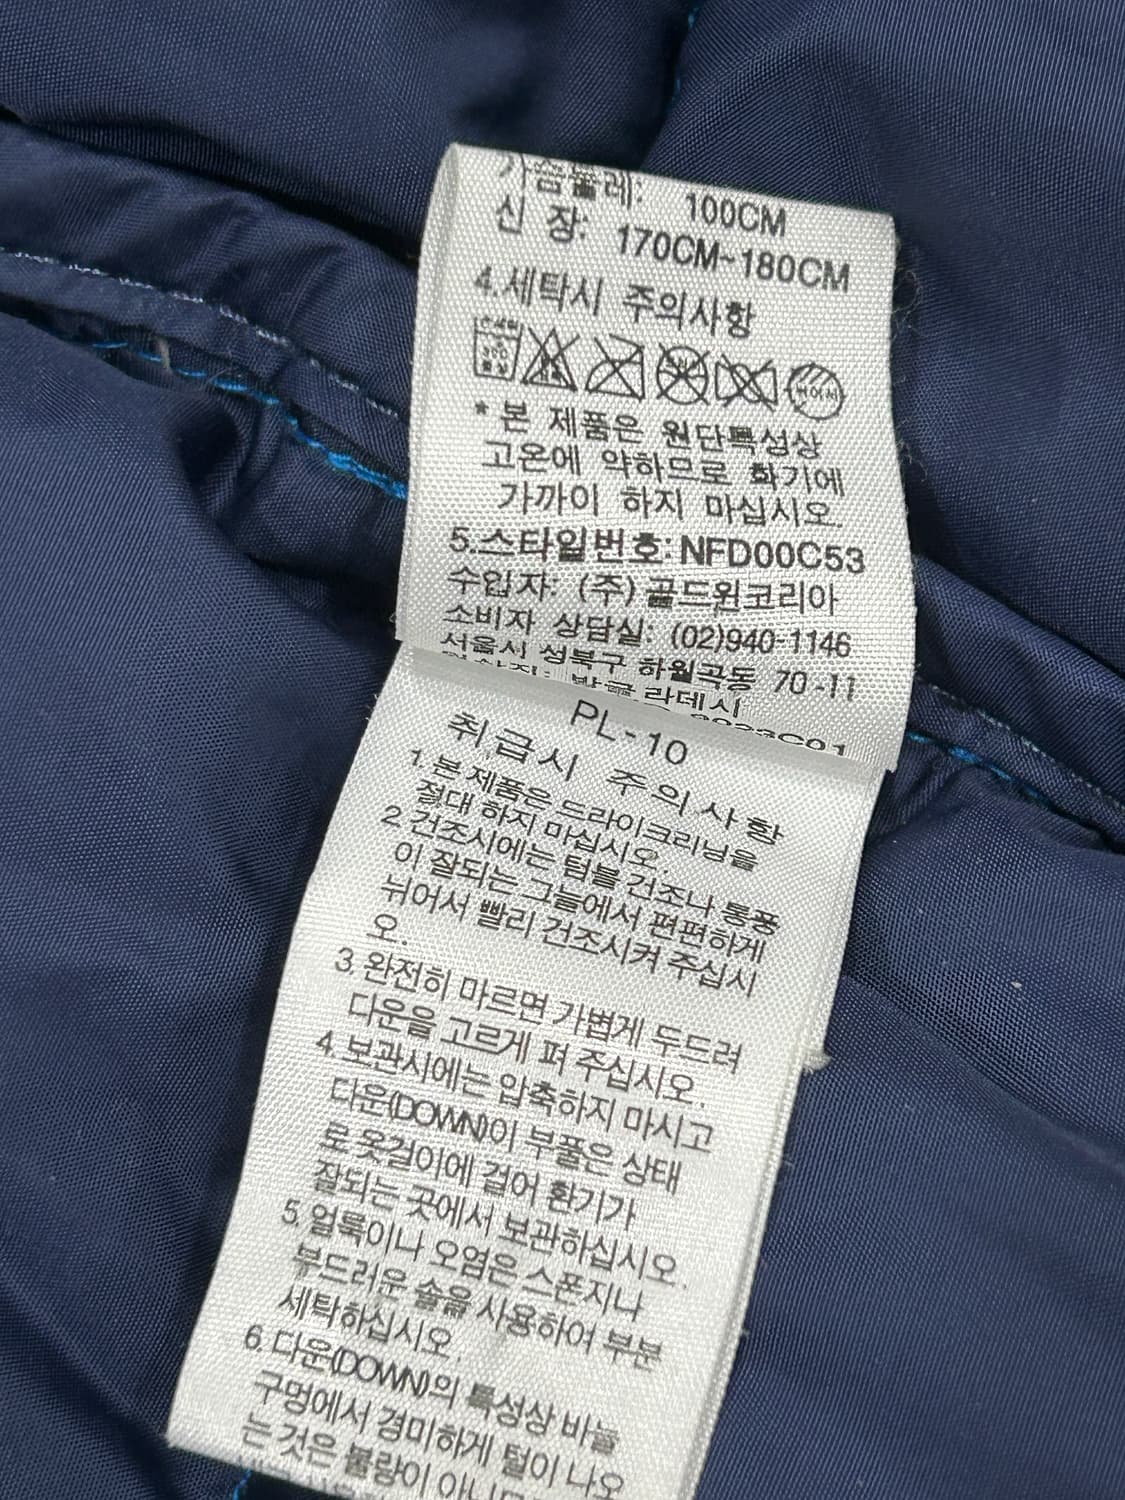 가슴둘레: 100CM
신 장: 170CM~180CM
4.세탁시 주의사항
* 본 제품은 원단특성상
고온에 약하므로 화기에
가까이 하지 마십시오.
5.스타일번호: NFD00C53
수입자: (주)골드윈코리아
소비자 상담실: (02)940-1146
서울시 성북구 하월곡동 70-11
방글라데시
PL-10
취급시 주의사항
1. 본 제품은 드라이크리닝을
절대 하지 마십시오.
2. 건조시에는 텀블 건조나 통풍
이 잘되는 그늘에서 편편하게
뉘어서 빨리 건조시켜 주십시
오.
3. 완전히 마르면 가볍게 두드려
다운을 고르게 펴 주십시오.
4. 보관시에는 압축하지 마시고
다운(DOWN)이 부풀은 상태
로 옷걸이에 걸어 환기가
잘되는 곳에서 보관하십시오.
5. 얼룩이나 오염은 스폰지나
부드러운 솔을 사용하여 부분
세탁하십시오.
6. 다운(DOWN)의 특성상 바늘
구멍에서 경미하게 털이 나오
는 것은 불량이 아니므로